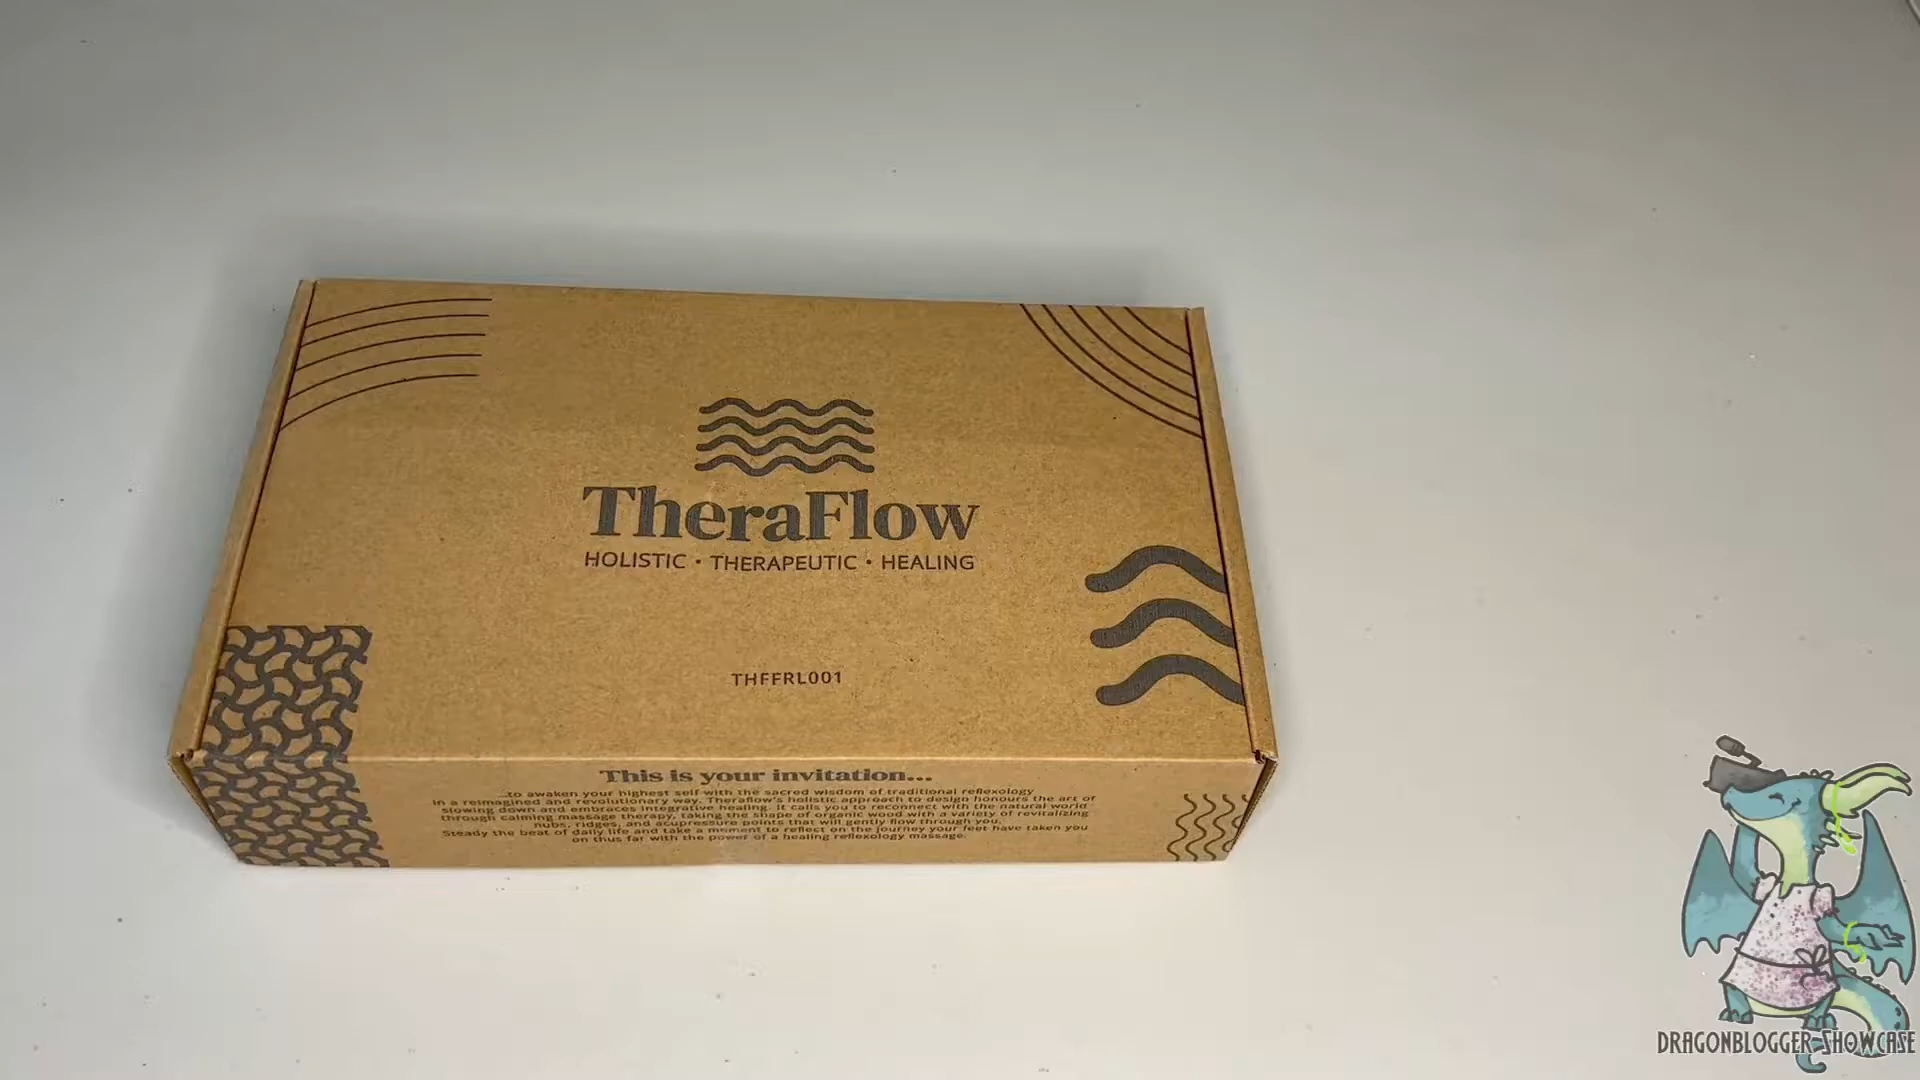 TheraFlow
HOLISTIC • THERAPEUTIC • HEALING
THFFRL001
This is your invitation...
...to awaken your highest self with the sacred wisdom of traditional reflexology
in a reimagined and revolutionary way. Theraflow's holistic approach to design honours the art of
slowing down and embraces integrative healing. It calls you to reconnect with the natural world
through calming massage therapy, taking the shape of organic wood with a variety of revitalizing
nubs, ridges, and acupressure points that will gently flow through you.
Steady the beat of daily life and take a moment to reflect on the journey your feet have taken you
on thus far with the power of a healing reflexology massage.
DRAGONBLOGGER SHOWCASE